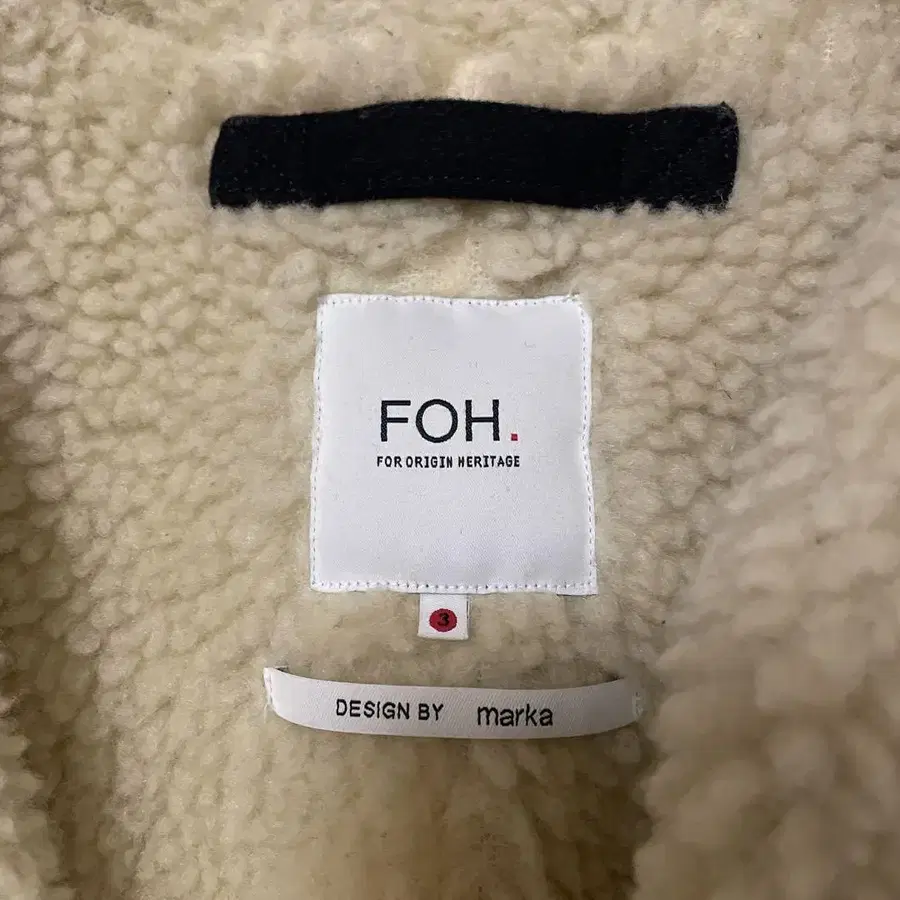 FOH.
FOR ORIGIN HERITAGE
3
DESIGN BY marka